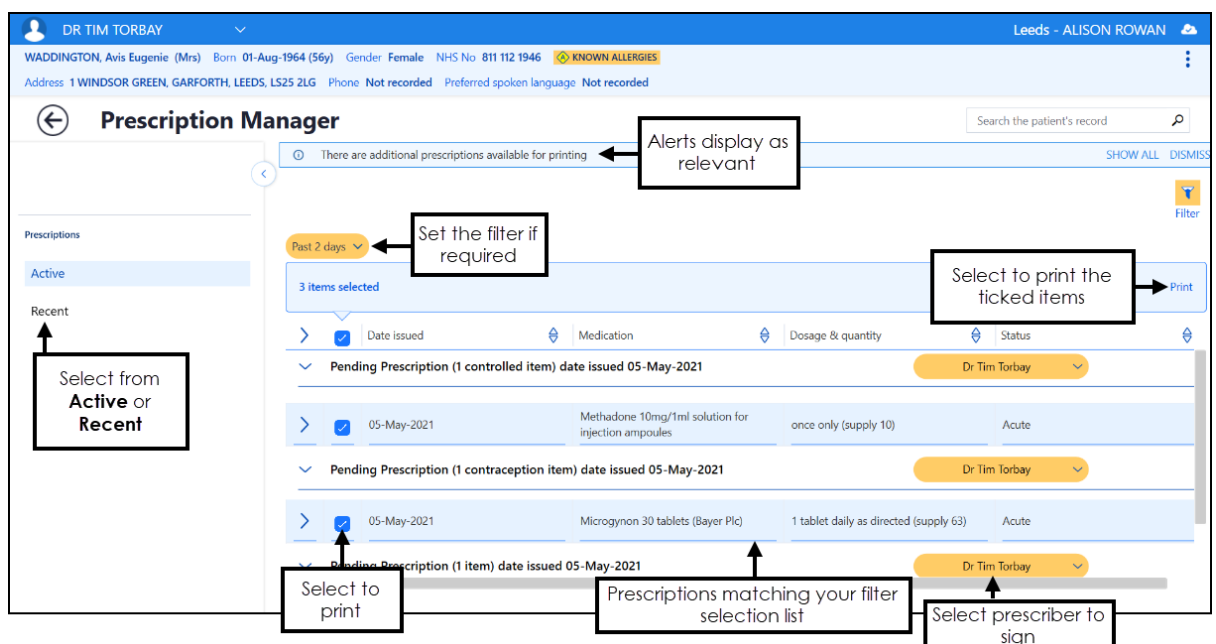 DR TIM TORBAY
Leeds - ALISON ROWAN
WADDINGTON, Avis Eugenie (Mrs) Born 01-Aug-1964 (56y) Gender Female NHS No 811 112 1946 KNOWN ALLERGIES
Address 1 WINDSOR GREEN, GARFORTH, LEEDS, LS25 2LG Phone Not recorded Preferred spoken language Not recorded
Prescription Manager
Search the patient's record
There are additional prescriptions available for printing
SHOW ALL DISMISS
Alerts display as
relevant
Filter
Prescriptions
Past 2 days
Set the filter if
required
Active
3 items selected
Select to print the
ticked items
Print
Recent
Date issued Medication Dosage & quantity Status
Select from
Active or
Recent
Pending Prescription (1 controlled item) date issued 05-May-2021 Dr Tim Torbay
05-May-2021 Methadone 10mg/1ml solution for
injection ampoules once only (supply 10) Acute
Pending Prescription (1 contraception item) date issued 05-May-2021 Dr Tim Torbay
05-May-2021 Microgynon 30 tablets (Bayer Plc) 1 tablet daily as directed (supply 63) Acute
Pending Prescription (1 item) date issued 05-May-2021 Dr Tim Torbay
Select to
print
Prescriptions matching your filter
selection list
Select prescriber to
sign